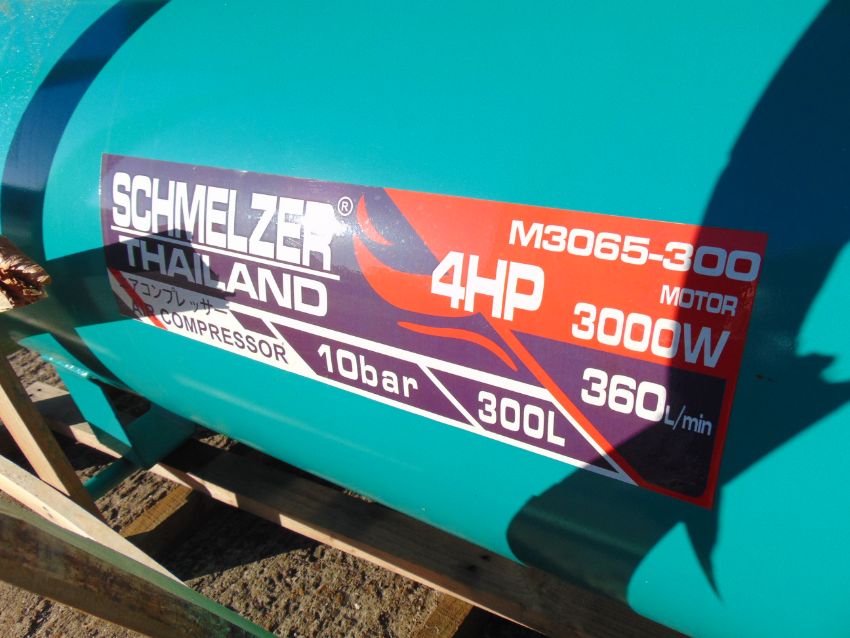 SCHMELZER®
THAILAND
エアコンプレッサー
AIR COMPRESSOR
10bar
300L
4HP
M3065-300
MOTOR
3000W
360L/min